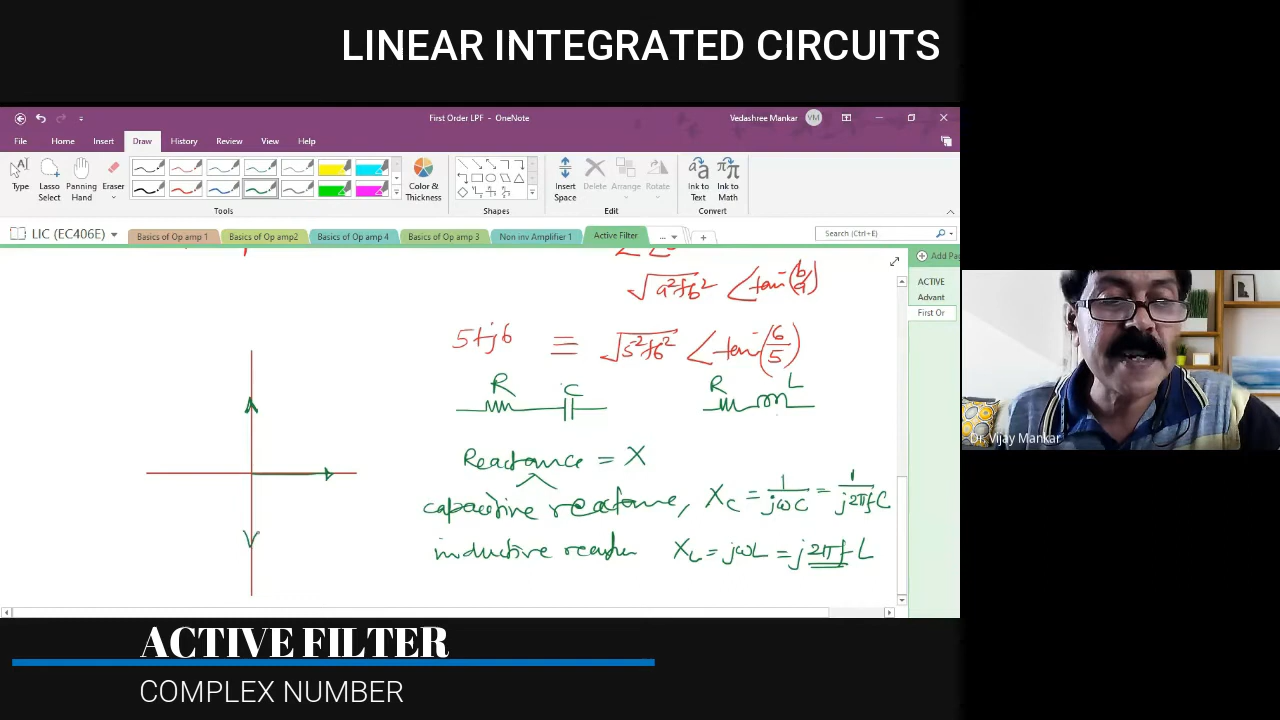 LINEAR INTEGRATED CIRCUITS
First Order LPF - OneNote
Vedashree Mankar VM
File Home Insert Draw History Review View Help
Type Lasso Select Panning Hand Eraser Color & Thickness Insert Space Delete Arrange Rotate Ink to Text Ink to Math
Tools Shapes Edit Convert
LIC (EC406E) Basics of Op amp 1 Basics of Op amp2 Basics of Op amp 4 Basics of Op amp 3 Non inv Amplifier 1 Active Filter ... Search (Ctrl+E)
Add Pag
ACTIVE
Advant
First Or
√a²+b² ∠tan⁻(b/a)
5+j6 ≡ √5²+6² ∠tan⁻(6/5)
R C R L
Reactance = X
capacitive reactance, Xc = 1/jωC = 1/j2πfC
inductive X_L = jωL = j2πfL
Dr. Vijay Mankar
ACTIVE FILTER
COMPLEX NUMBER